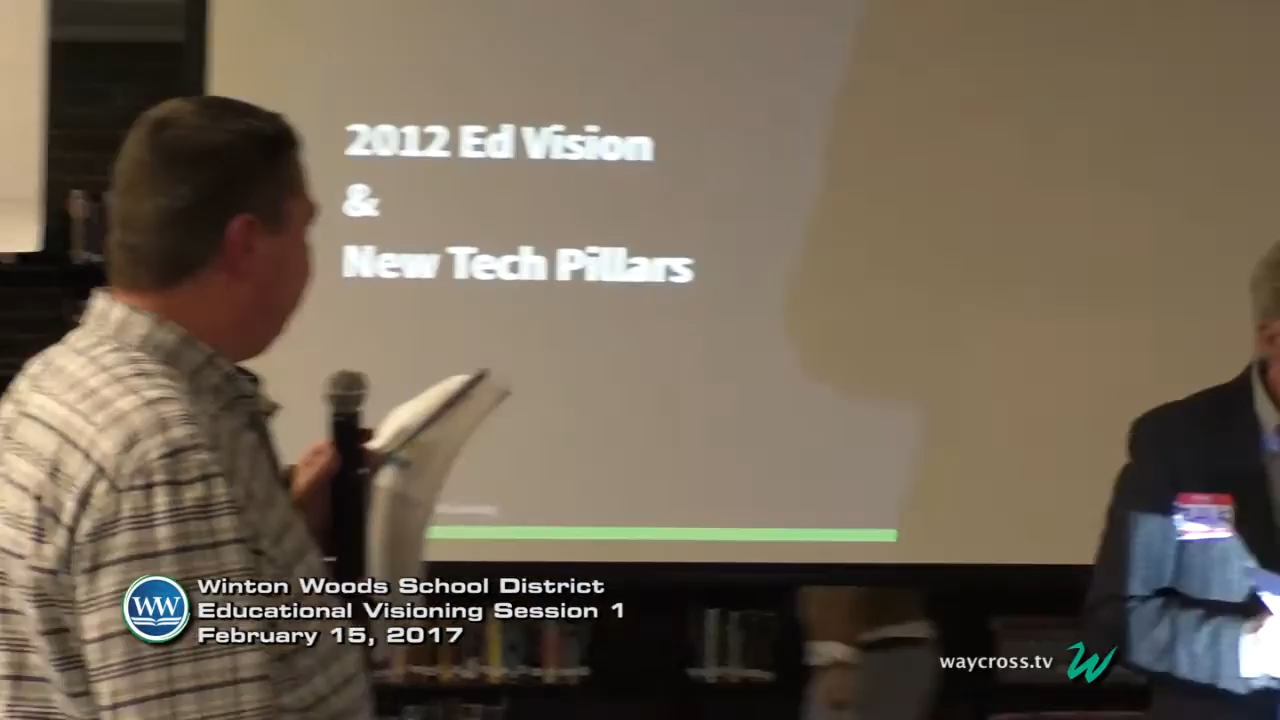 2012 Ed Vision
&
New Tech Pillars
WW
Winton Woods School District
Educational Visioning Session 1
February 15, 2017
waycross.tv W